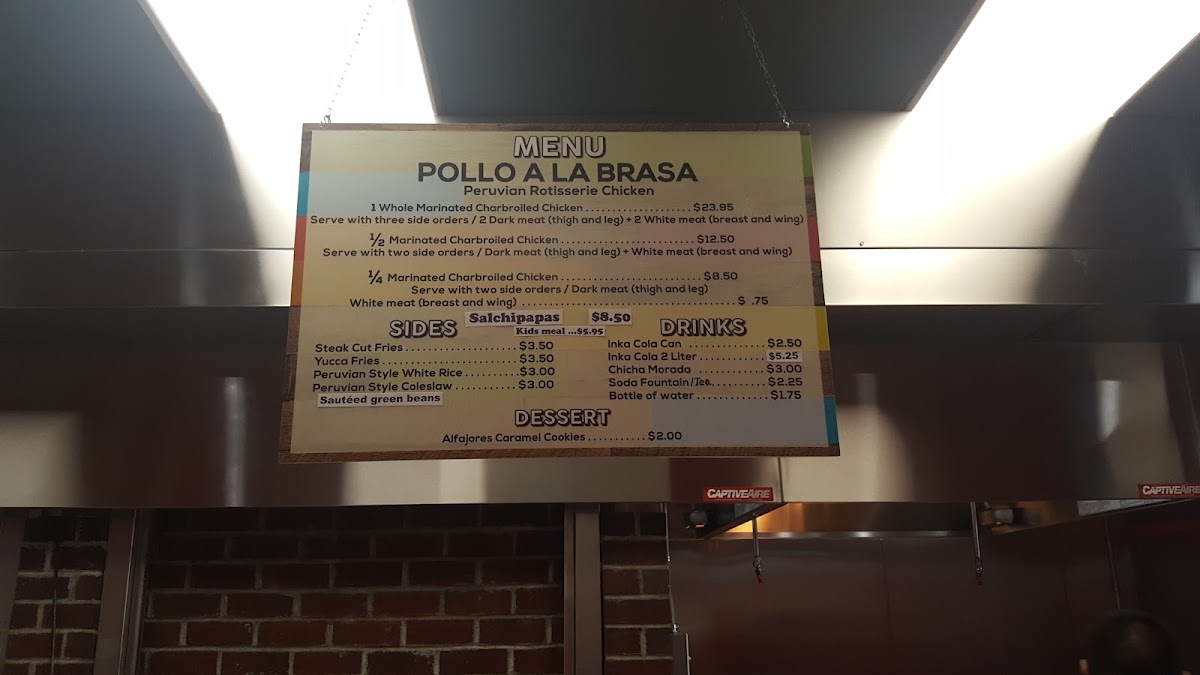 MENU
POLLO A LA BRASA
Peruvian Rotisserie Chicken
1 Whole Marinated Charbroiled Chicken .................... $23.95
Serve with three side orders / 2 Dark meat (thigh and leg) + 2 White meat (breast and wing)
½ Marinated Charbroiled Chicken ......................... $12.50
Serve with two side orders / Dark meat (thigh and leg) + White meat (breast and wing)
¼ Marinated Charbroiled Chicken .......................... $8.50
Serve with two side orders / Dark meat (thigh and leg)
White meat (breast and wing) ....................................... $ .75
Salchipapas $8.50
Kids meal ...$5.95
SIDES
Steak Cut Fries .................... $3.50
Yucca Fries ........................ $3.50
Peruvian Style White Rice ......... $3.00
Peruvian Style Coleslaw .......... $3.00
Sautéed green beans
DRINKS
Inka Cola Can .............. $2.50
Inka Cola 2 Liter ........... $5.25
Chicha Morada ........... $3.00
Soda Fountain/Tea.......... $2.25
Bottle of water ............. $1.75
DESSERT
Alfajores Caramel Cookies ........... $2.00
CAPTIVEAIRE
CAPTIVEAIRE